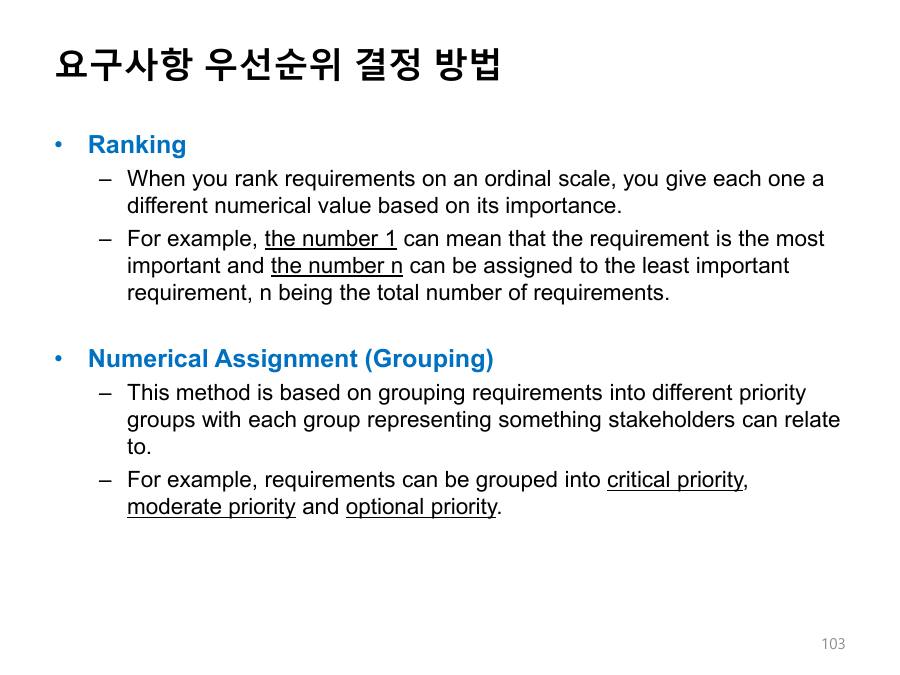 요구사항 우선순위 결정 방법
• Ranking
– When you rank requirements on an ordinal scale, you give each one a
different numerical value based on its importance.
– For example, the number 1 can mean that the requirement is the most
important and the number n can be assigned to the least important
requirement, n being the total number of requirements.
• Numerical Assignment (Grouping)
– This method is based on grouping requirements into different priority
groups with each group representing something stakeholders can relate
to.
– For example, requirements can be grouped into critical priority,
moderate priority and optional priority.
103